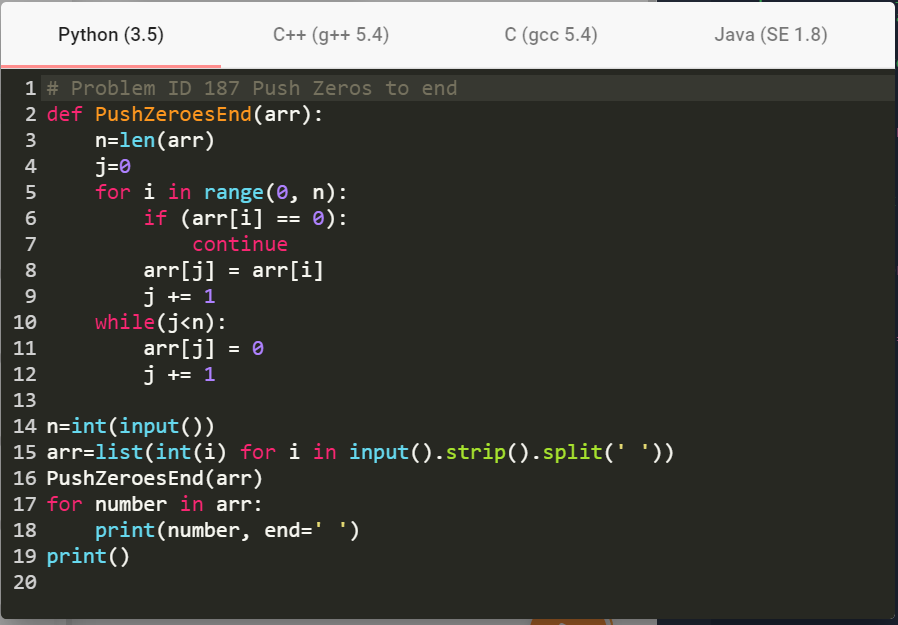 Python (3.5) C++ (g++ 5.4) C (gcc 5.4) Java (SE 1.8)
1 # Problem ID 187 Push Zeros to end
2 def PushZeroesEnd(arr):
3     n=len(arr)
4     j=0
5     for i in range(0, n):
6         if (arr[i] == 0):
7             continue
8         arr[j] = arr[i]
9         j += 1
10     while(j<n):
11         arr[j] = 0
12         j += 1
13
14 n=int(input())
15 arr=list(int(i) for i in input().strip().split(' '))
16 PushZeroesEnd(arr)
17 for number in arr:
18     print(number, end=' ')
19 print()
20